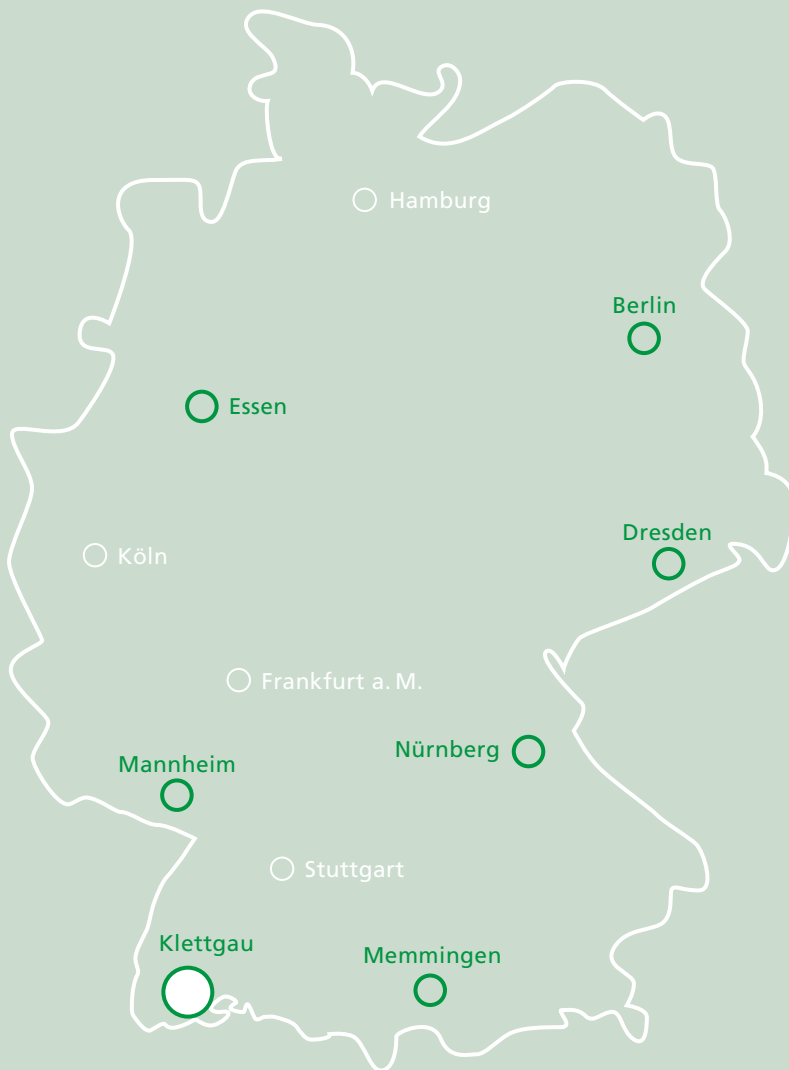 Hamburg
Berlin
Essen
Dresden
Köln
Frankfurt a. M.
Nürnberg
Mannheim
Stuttgart
Klettgau
Memmingen